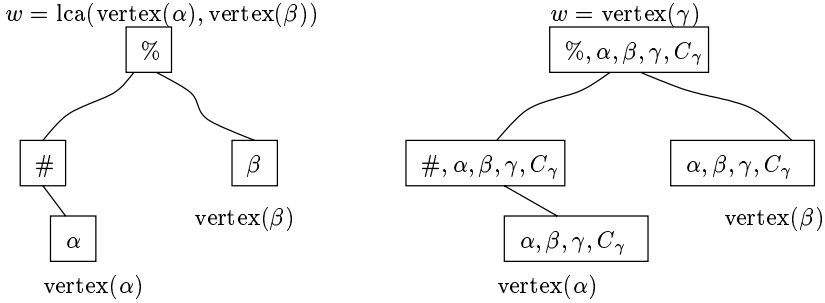 w = lca(vertex(α), vertex(β))
%
#
β
vertex(β)
α
vertex(α)
w = vertex(γ)
%, α, β, γ, C_γ
#, α, β, γ, C_γ
α, β, γ, C_γ
vertex(β)
α, β, γ, C_γ
vertex(α)